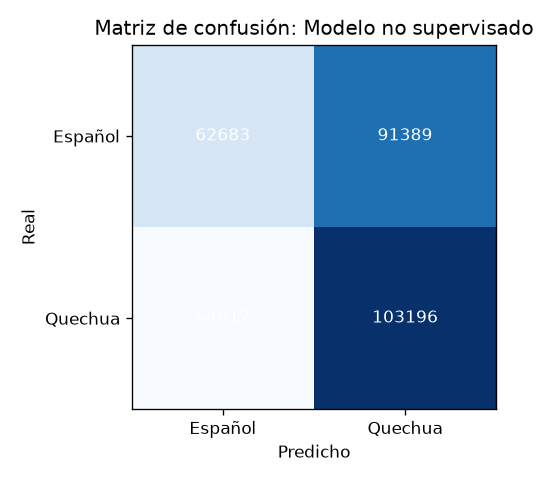 Matriz de confusión: Modelo no supervisado
Español
62683
91389
Real
Quechua
103196
Español
Quechua
Predicho